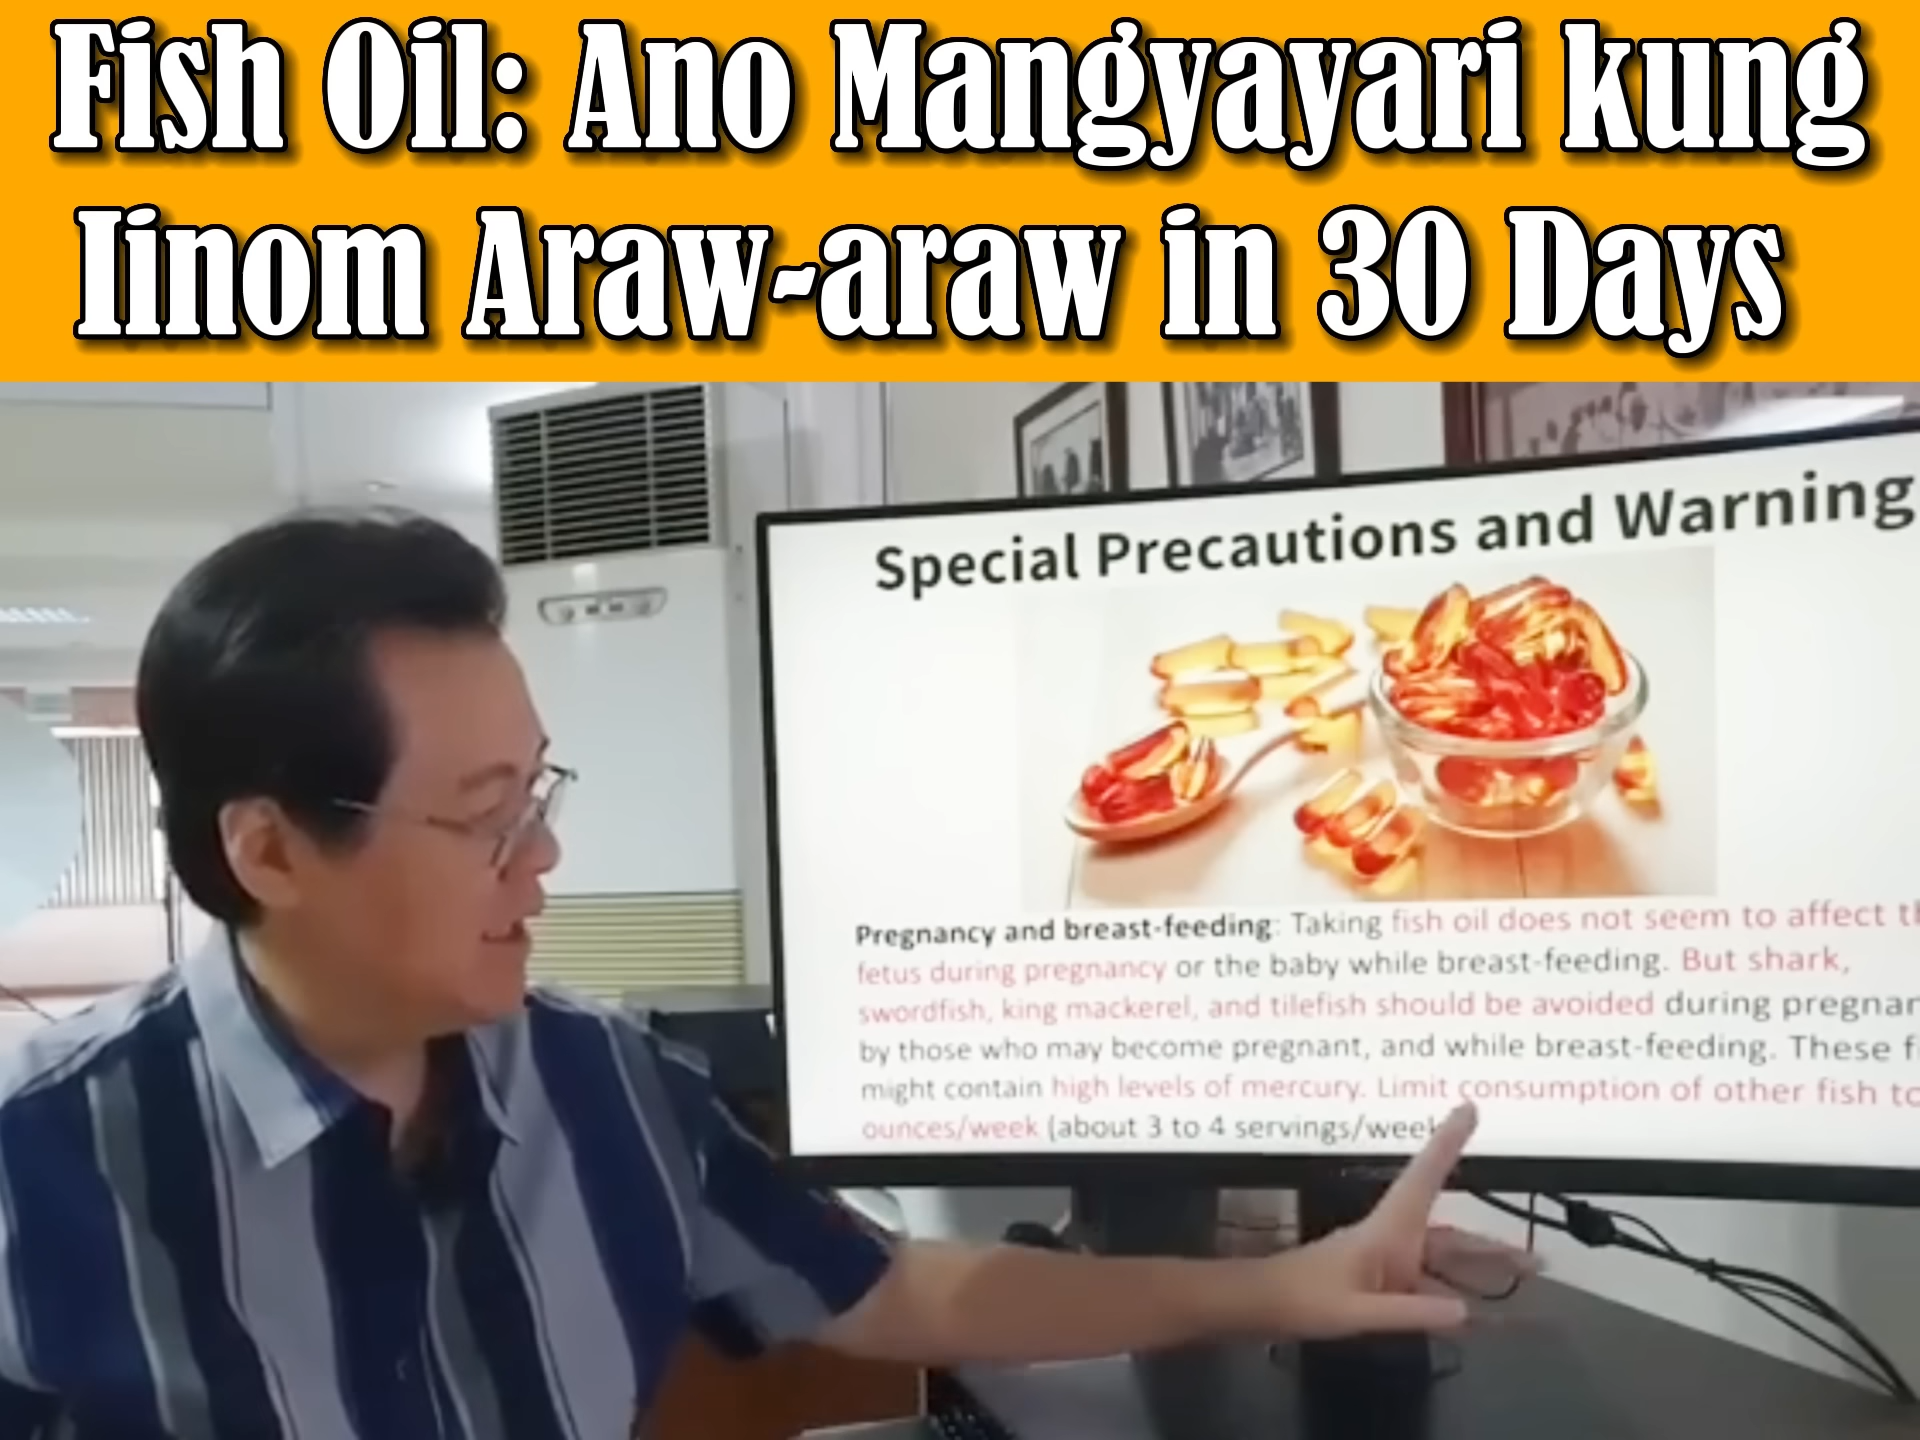 Fish Oil: Ano Mangyayari kung
Iinom Araw-araw in 30 Days
Special Precautions and Warning
Pregnancy and breast-feeding: Taking fish oil does not seem to affect
fetus during pregnancy or the baby while breast-feeding. But shark,
swordfish, king mackerel, and tilefish should be avoided during
by those who may become pregnant, and while breast-feeding. These
might contain high levels of mercury. Limit consumption of other fish to
ounces/week (about 3 to 4 servings/week